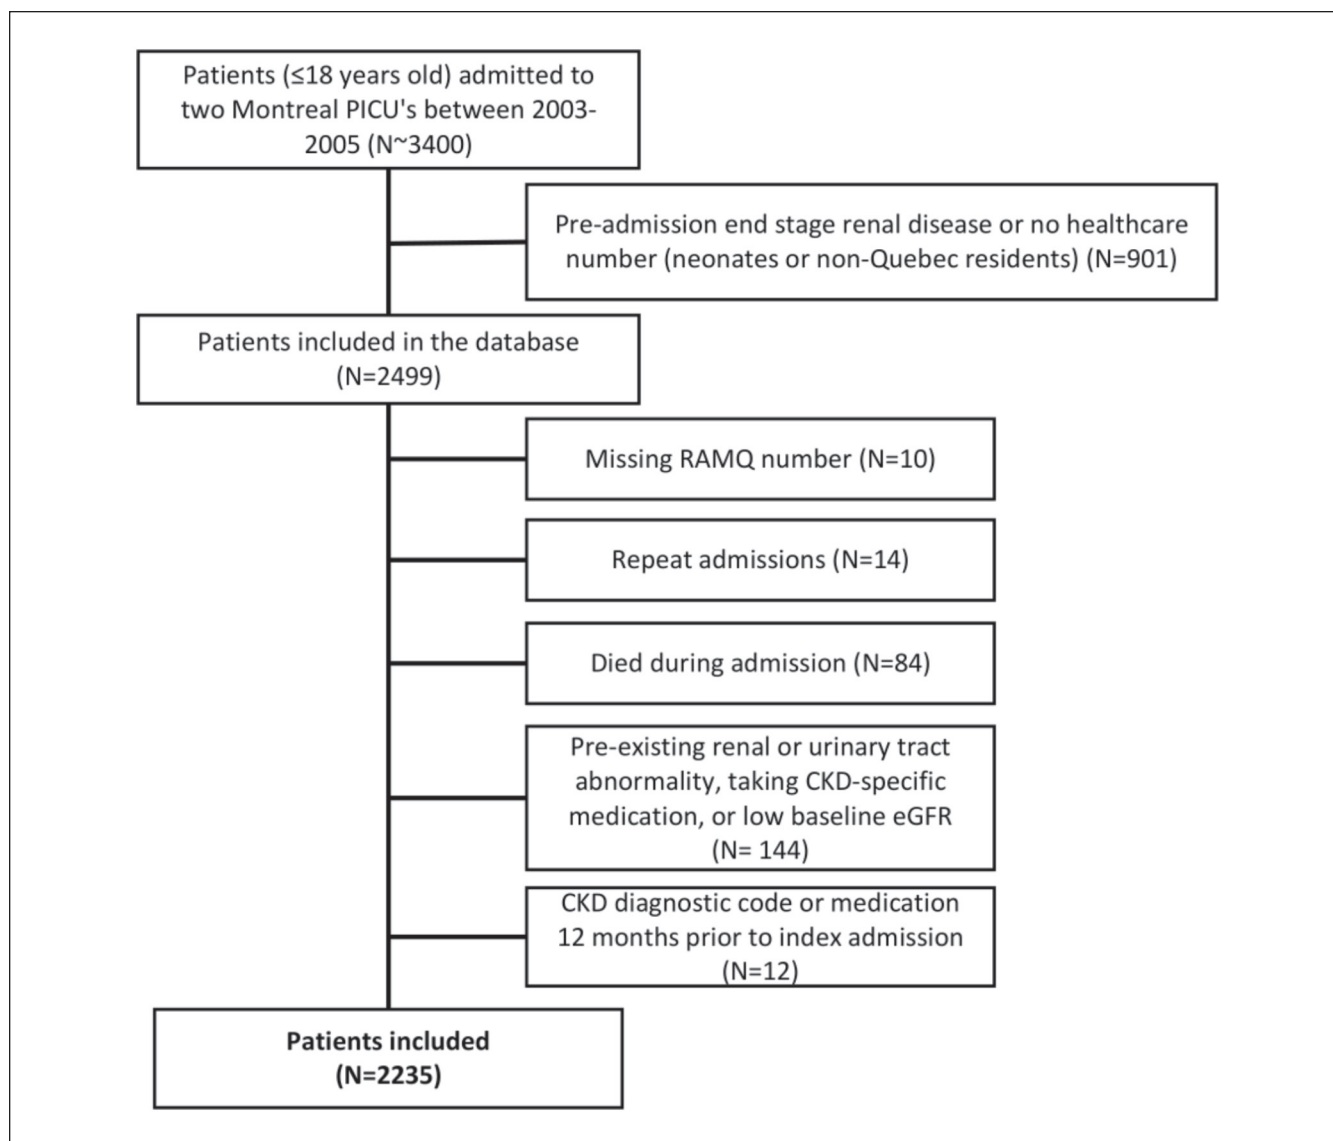 Patients (≤18 years old) admitted to
two Montreal PICU's between 2003-
2005 (N~3400)
Pre-admission end stage renal disease or no healthcare
number (neonates or non-Quebec residents) (N=901)
Patients included in the database
(N=2499)
Missing RAMQ number (N=10)
Repeat admissions (N=14)
Died during admission (N=84)
Pre-existing renal or urinary tract
abnormality, taking CKD-specific
medication, or low baseline eGFR
(N= 144)
CKD diagnostic code or medication
12 months prior to index admission
(N=12)
Patients included
(N=2235)